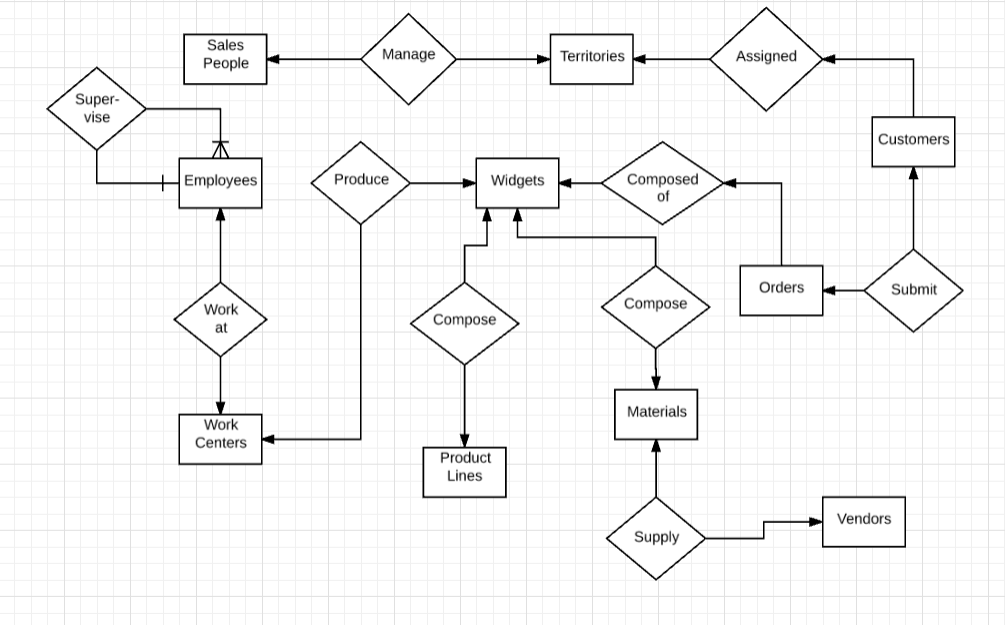 Sales
People
Manage
Territories
Assigned
Super-
vise
Customers
Employees
Produce
Widgets
Composed
of
Orders
Submit
Work
at
Compose
Compose
Materials
Work
Centers
Product
Lines
Supply
Vendors